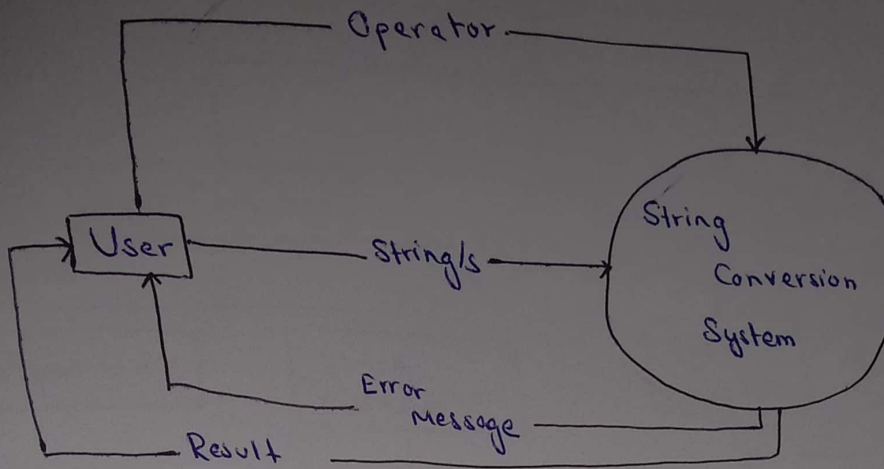 Operator
User
String/s
String
Conversion
System
Error
Message
Result